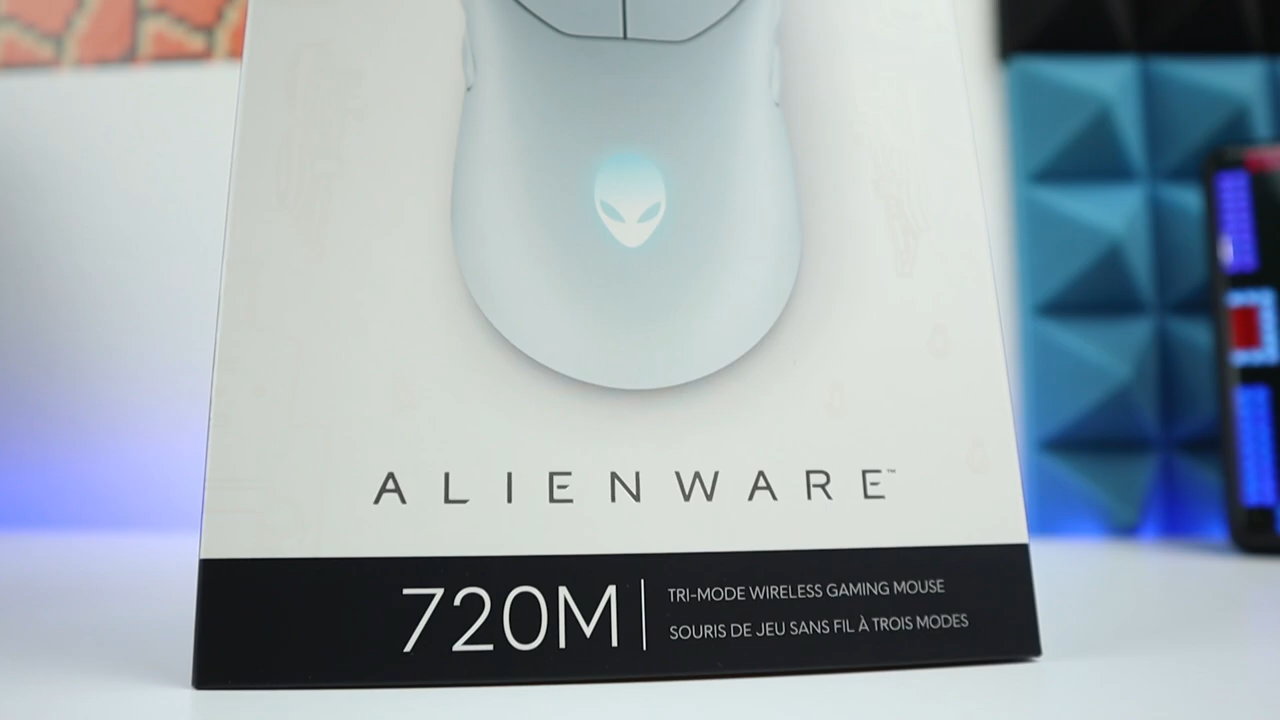 ALIENWARE™
720M
TRI-MODE WIRELESS GAMING MOUSE
SOURIS DE JEU SANS FIL À TROIS MODES